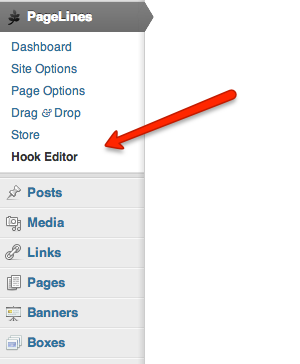 PageLines
Dashboard
Site Options
Page Options
Drag & Drop
Store
Hook Editor
Posts
Media
Links
Pages
Banners
Boxes